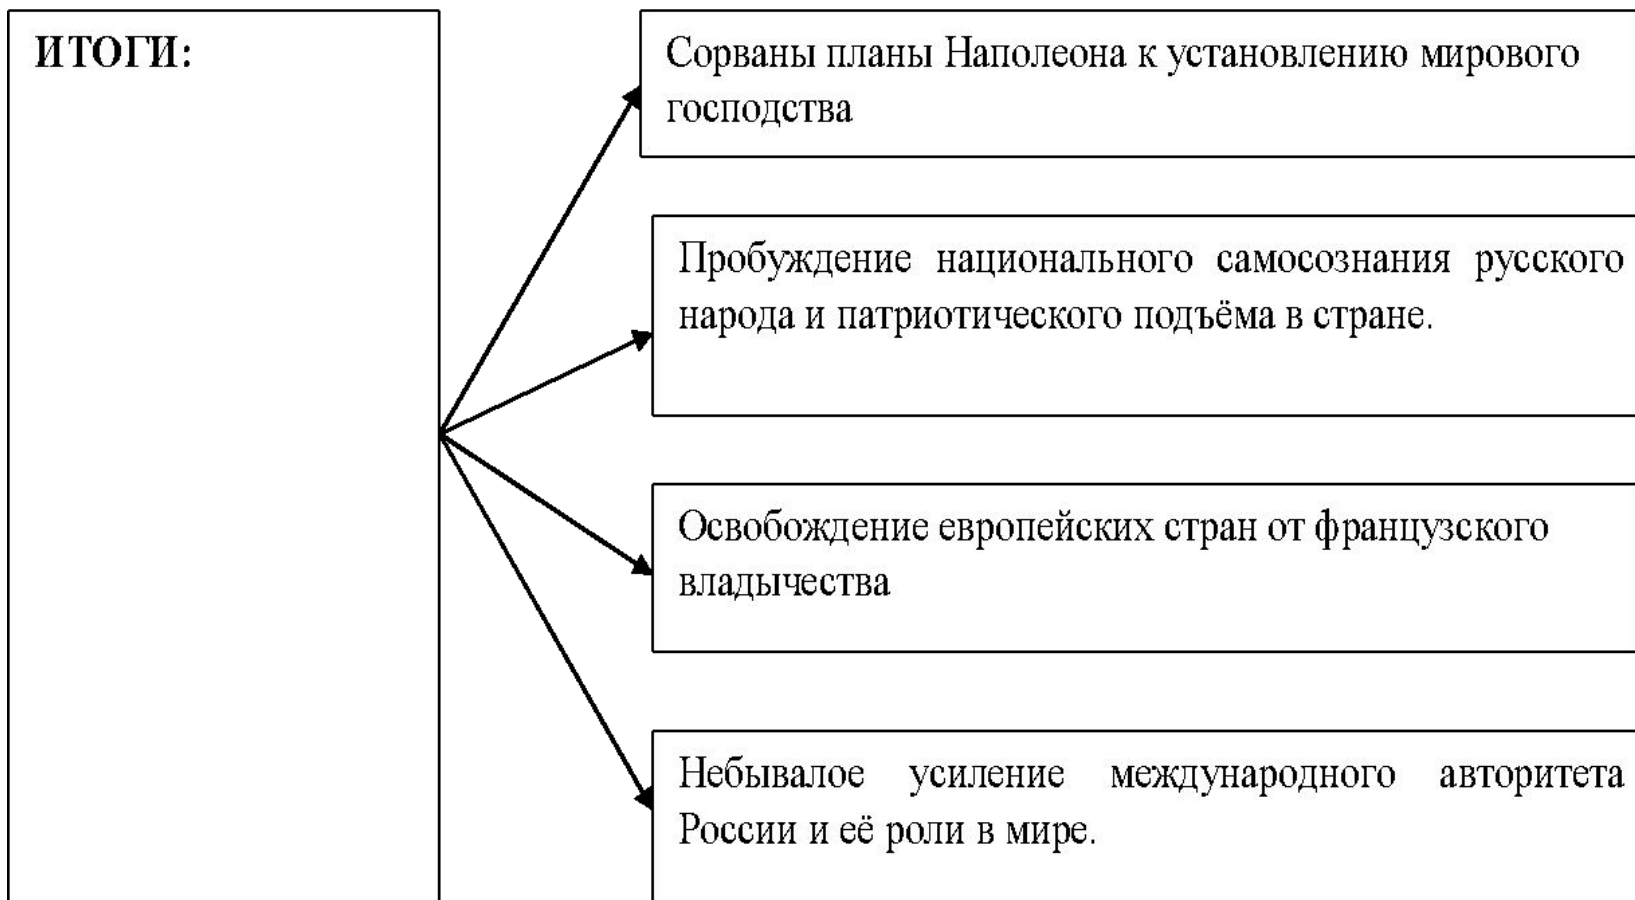 ИТОГИ:
Сорваны планы Наполеона к установлению мирового
господства
Пробуждение национального самосознания русского
народа и патриотического подъёма в стране.
Освобождение европейских стран от французского
владычества
Небывалое усиление международного авторитета
России и её роли в мире.